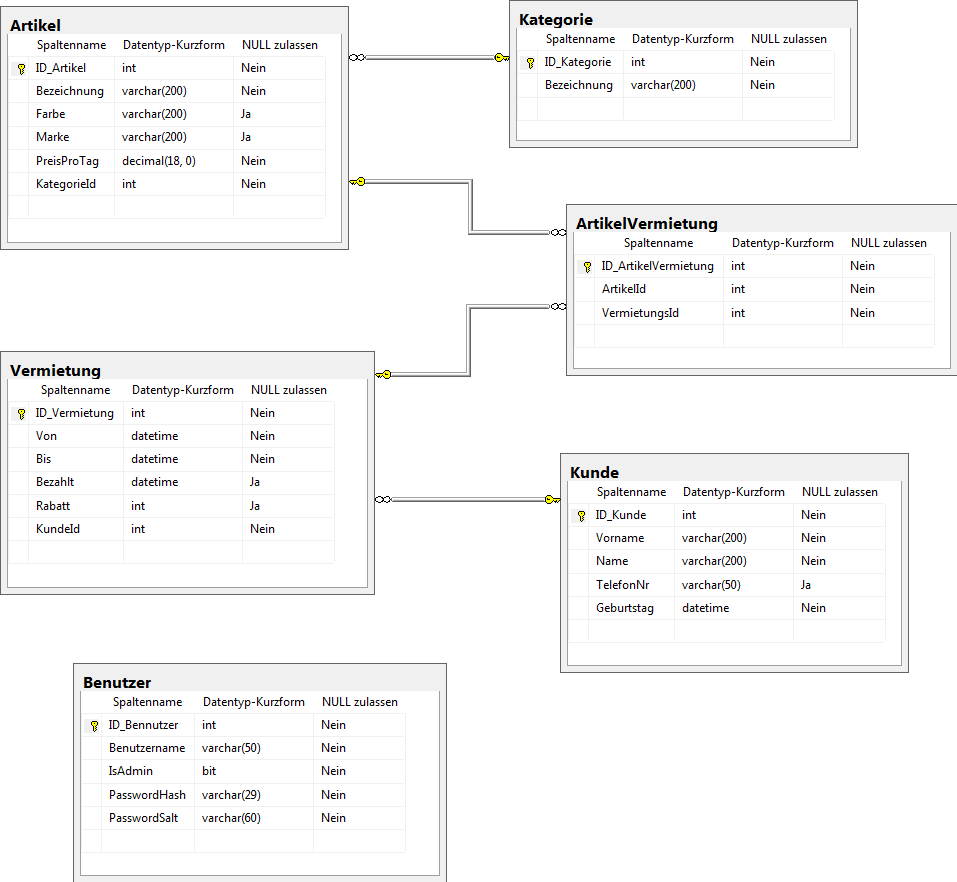 Artikel
Spaltenname Datentyp-Kurzform NULL zulassen
ID_Artikel int Nein
Bezeichnung varchar(200) Nein
Farbe varchar(200) Ja
Marke varchar(200) Ja
PreisProTag decimal(18, 0) Nein
KategorieId int Nein
Kategorie
Spaltenname Datentyp-Kurzform NULL zulassen
ID_Kategorie int Nein
Bezeichnung varchar(200) Nein
ArtikelVermietung
Spaltenname Datentyp-Kurzform NULL zulassen
ID_ArtikelVermietung int Nein
ArtikelId int Nein
VermietungsId int Nein
Vermietung
Spaltenname Datentyp-Kurzform NULL zulassen
ID_Vermietung int Nein
Von datetime Nein
Bis datetime Nein
Bezahlt datetime Ja
Rabatt int Ja
KundeId int Nein
Kunde
Spaltenname Datentyp-Kurzform NULL zulassen
ID_Kunde int Nein
Vorname varchar(200) Nein
Name varchar(200) Nein
TelefonNr varchar(50) Ja
Geburtstag datetime Nein
Benutzer
Spaltenname Datentyp-Kurzform NULL zulassen
ID_Bennutzer int Nein
Benutzername varchar(50) Nein
IsAdmin bit Nein
PasswordHash varchar(29) Nein
PasswordSalt varchar(60) Nein